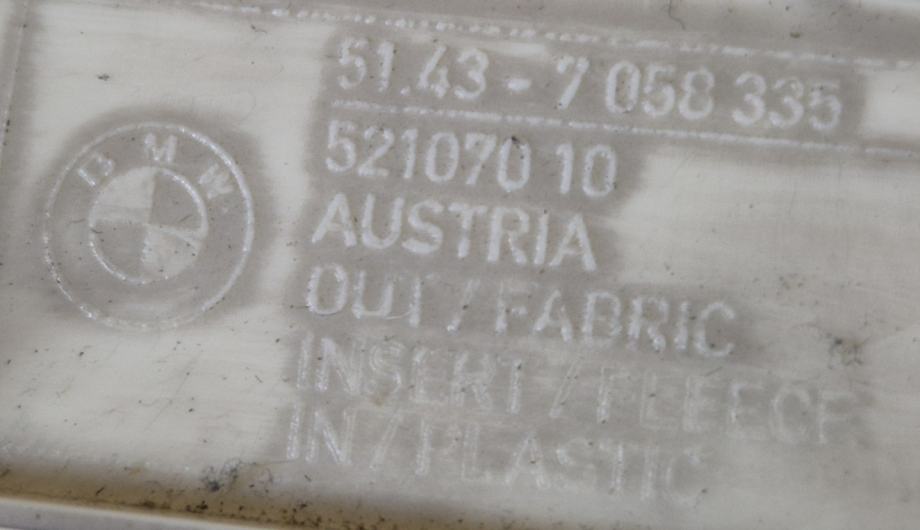 BMW
51.43 - 7 058 335
521070 10
AUSTRIA
OUT / FABRIC
INSERT / FLEECE
IN / PLASTIC